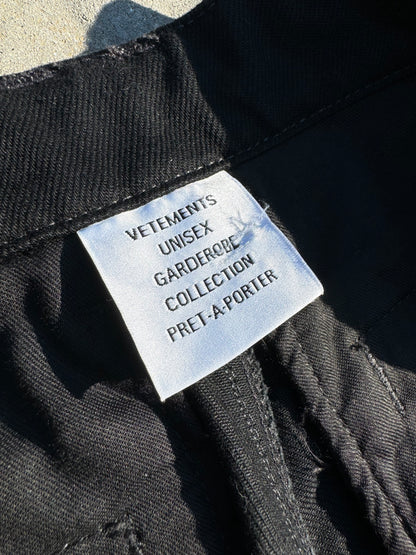 VETEMENTS
UNISEX
GARDEROBE
COLLECTION
PRET-A-PORTER